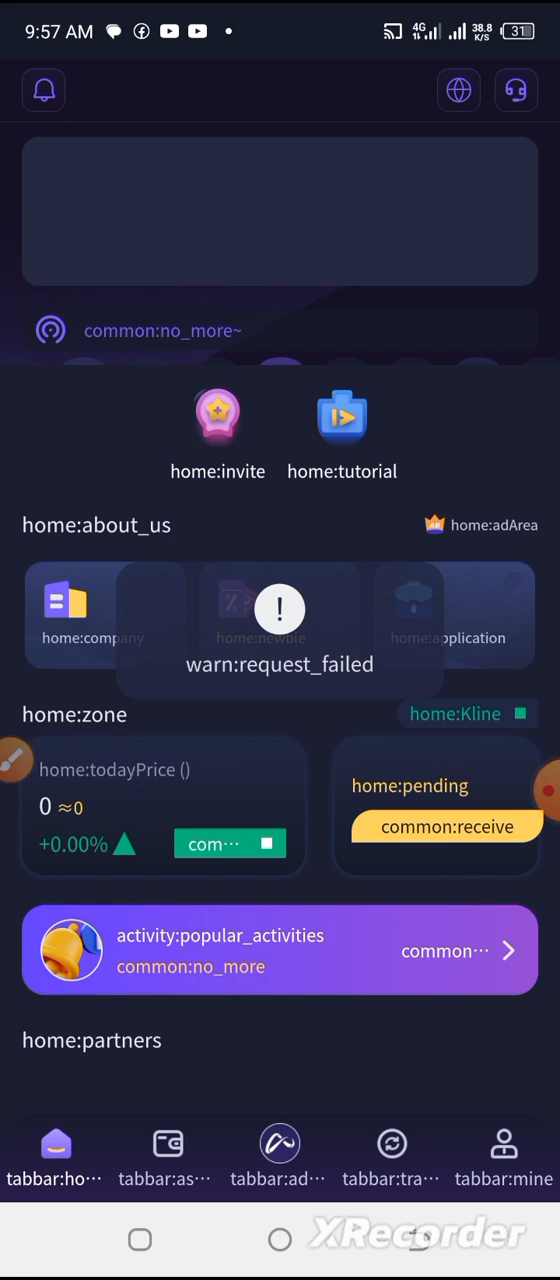 9:57 AM
4G
38.8
K/S
31
common:no_more~
home:invite
home:tutorial
home:about_us
AD
home:adArea
home:company
home:newbie
home:application
!
warn:request_failed
home:zone
home:Kline
home:todayPrice ()
0 ≈0
+0.00%
com···
home:pending
common:receive
activity:popular_activities
common:no_more
common···
home:partners
tabbar:ho···
tabbar:as···
tabbar:ad···
tabbar:tra···
tabbar:mine
XRecorder